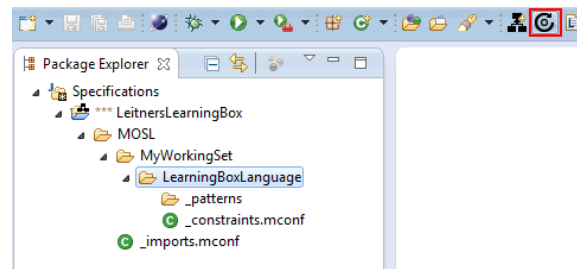 Package Explorer
Specifications
*** LeitnersLearningBox
MOSL
MyWorkingSet
LearningBoxLanguage
_patterns
_constraints.mconf
_imports.mconf